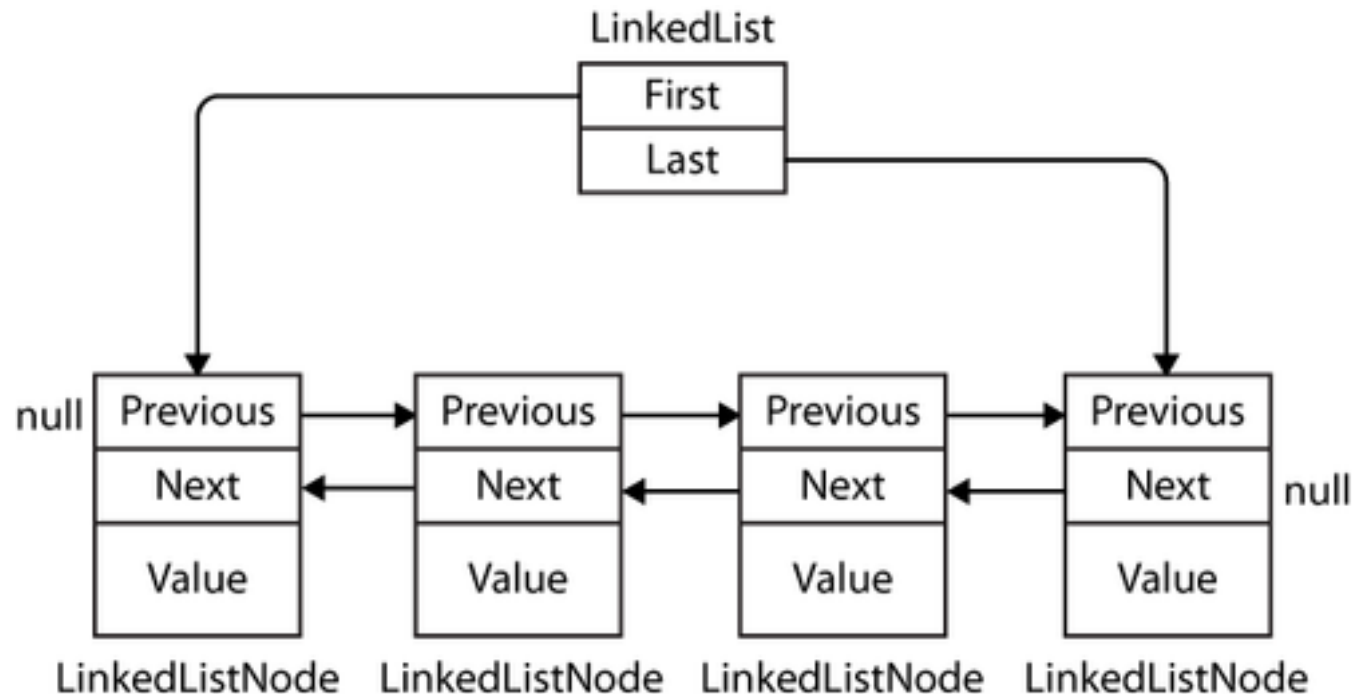 LinkedList
First
Last
null Previous Previous Previous Previous
Next Next Next Next null
Value Value Value Value
LinkedListNode LinkedListNode LinkedListNode LinkedListNode